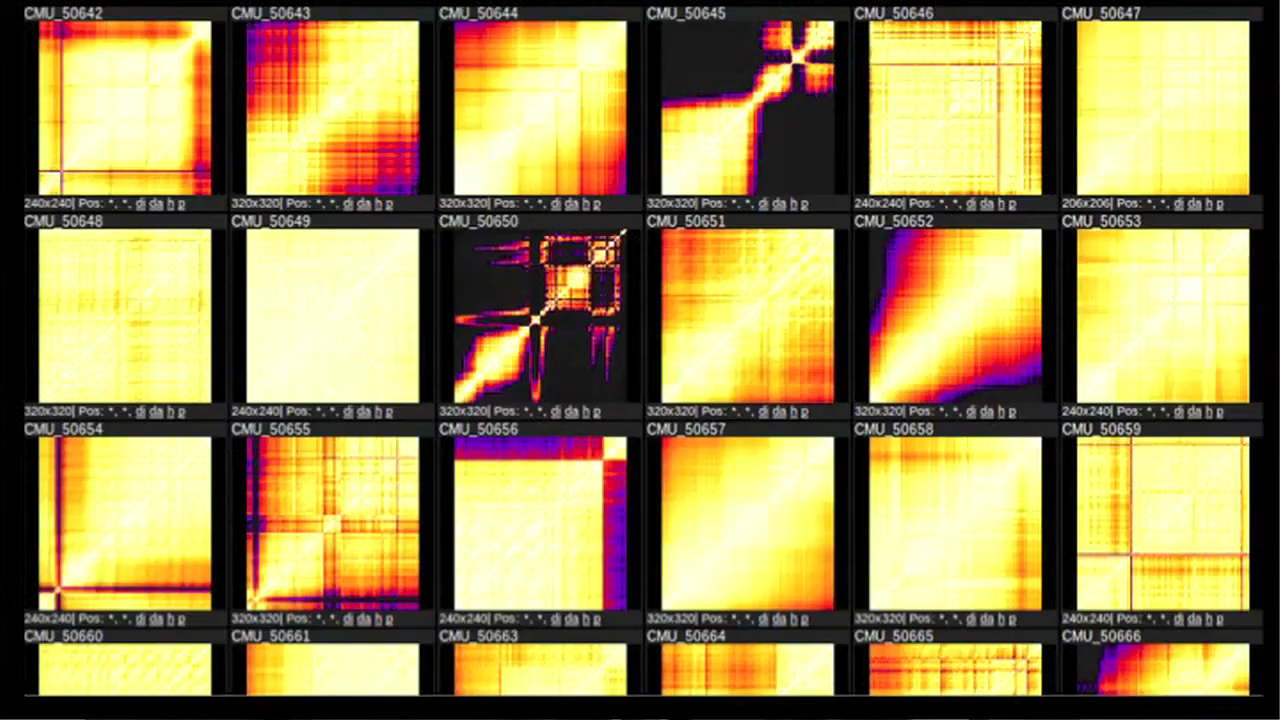 CMU_50642 CMU_50643 CMU_50644 CMU_50645 CMU_50646 CMU_50647
240x240| Pos: *, *, di da h p 320x320| Pos: *, *, di da h p 320x320| Pos: *, *, di da h p 320x320| Pos: *, *, di da h p 240x240| Pos: *, *, di da h p 206x206| Pos: *, *, di da h p
CMU_50648 CMU_50649 CMU_50650 CMU_50651 CMU_50652 CMU_50653
320x320| Pos: *, *, di da h p 240x240| Pos: *, *, di da h p 320x320| Pos: *, *, di da h p 320x320| Pos: *, *, di da h p 320x320| Pos: *, *, di da h p 240x240| Pos: *, *, di da h p
CMU_50654 CMU_50655 CMU_50656 CMU_50657 CMU_50658 CMU_50659
240x240| Pos: *, *, di da h p 320x320| Pos: *, *, di da h p 240x240| Pos: *, *, di da h p 320x320| Pos: *, *, di da h p 320x320| Pos: *, *, di da h p 240x240| Pos: *, *, di da h p
CMU_50660 CMU_50661 CMU_50663 CMU_50664 CMU_50665 CMU_50666